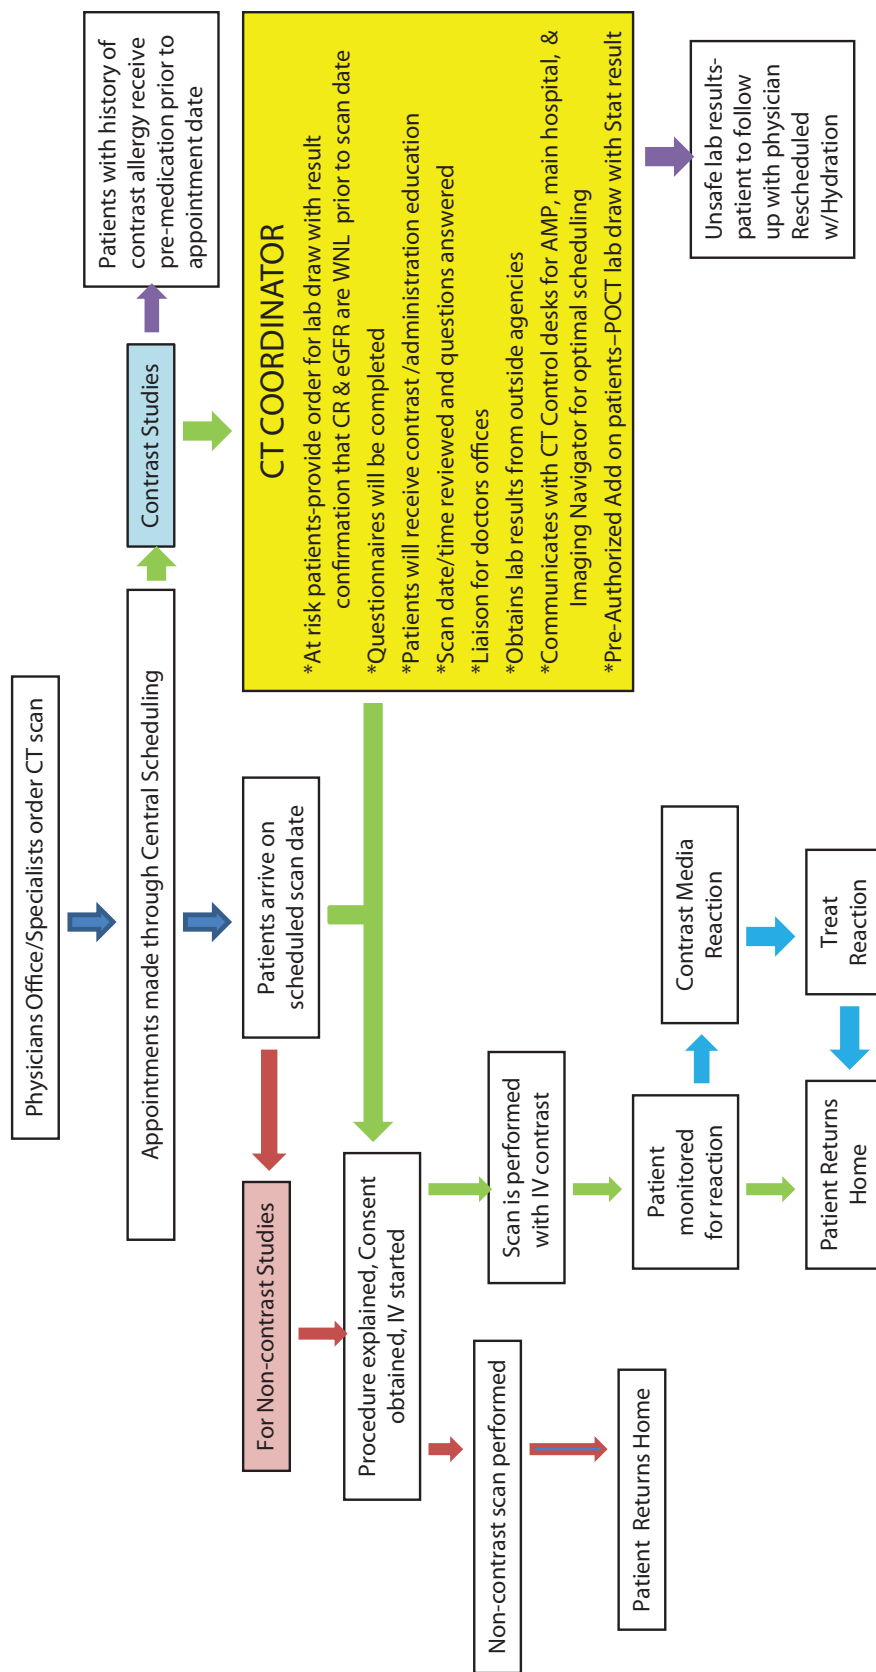 Physicians Office/Specialists order CT scan
Appointments made through Central Scheduling
Contrast Studies
Patients with history of
contrast allergy receive
pre-medication prior to
appointment date
Patients arrive on
scheduled scan date
For Non-contrast Studies
CT COORDINATOR
*At risk patients-provide order for lab draw with result
confirmation that CR & eGFR are WNL prior to scan date
*Questionnaires will be completed
*Patients will receive contrast /administration education
*Scan date/time reviewed and questions answered
*Liaison for doctors offices
*Obtains lab results from outside agencies
*Communicates with CT Control desks for AMP, main hospital, &
Imaging Navigator for optimal scheduling
*Pre-Authorized Add on patients–POCT lab draw with Stat result
Procedure explained, Consent
obtained, IV started
Non-contrast scan performed
Patient Returns Home
Scan is performed
with IV contrast
Patient
monitored
for reaction
Contrast Media
Reaction
Treat
Reaction
Patient Returns
Home
Unsafe lab results-
patient to follow
up with physician
Rescheduled
w/Hydration